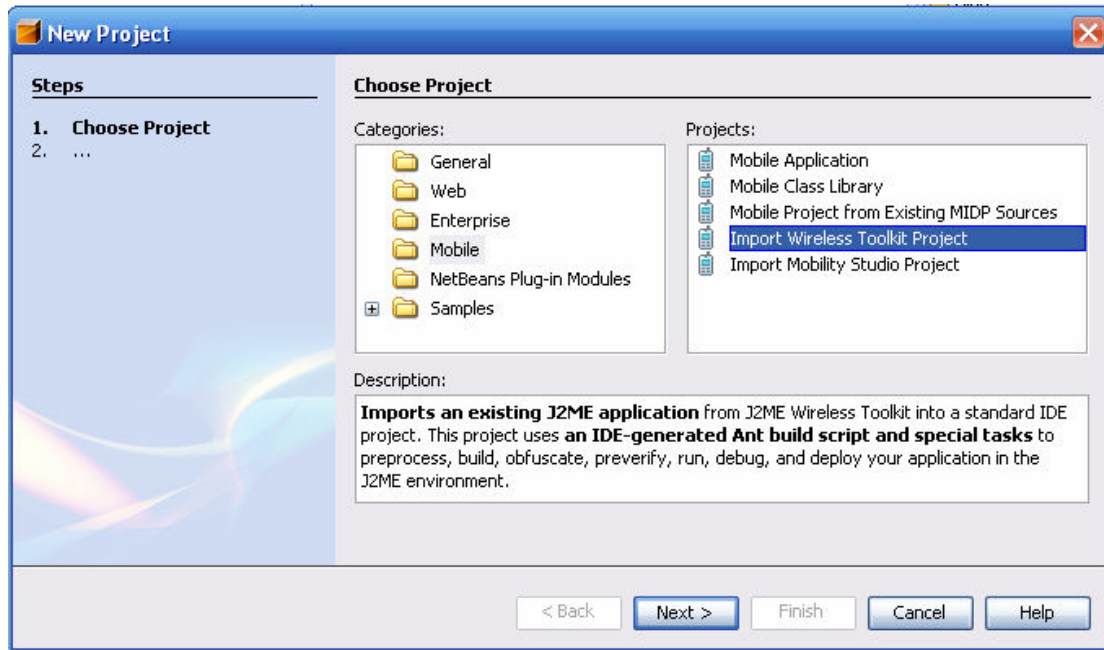 New Project
Steps
1. Choose Project
2. ...
Choose Project
Categories:
General
Web
Enterprise
Mobile
NetBeans Plug-in Modules
Samples
Projects:
Mobile Application
Mobile Class Library
Mobile Project from Existing MIDP Sources
Import Wireless Toolkit Project
Import Mobility Studio Project
Description:
Imports an existing J2ME application from J2ME Wireless Toolkit into a standard IDE
project. This project uses an IDE-generated Ant build script and special tasks to
preprocess, build, obfuscate, preverify, run, debug, and deploy your application in the
J2ME environment.
< Back
Next >
Finish
Cancel
Help